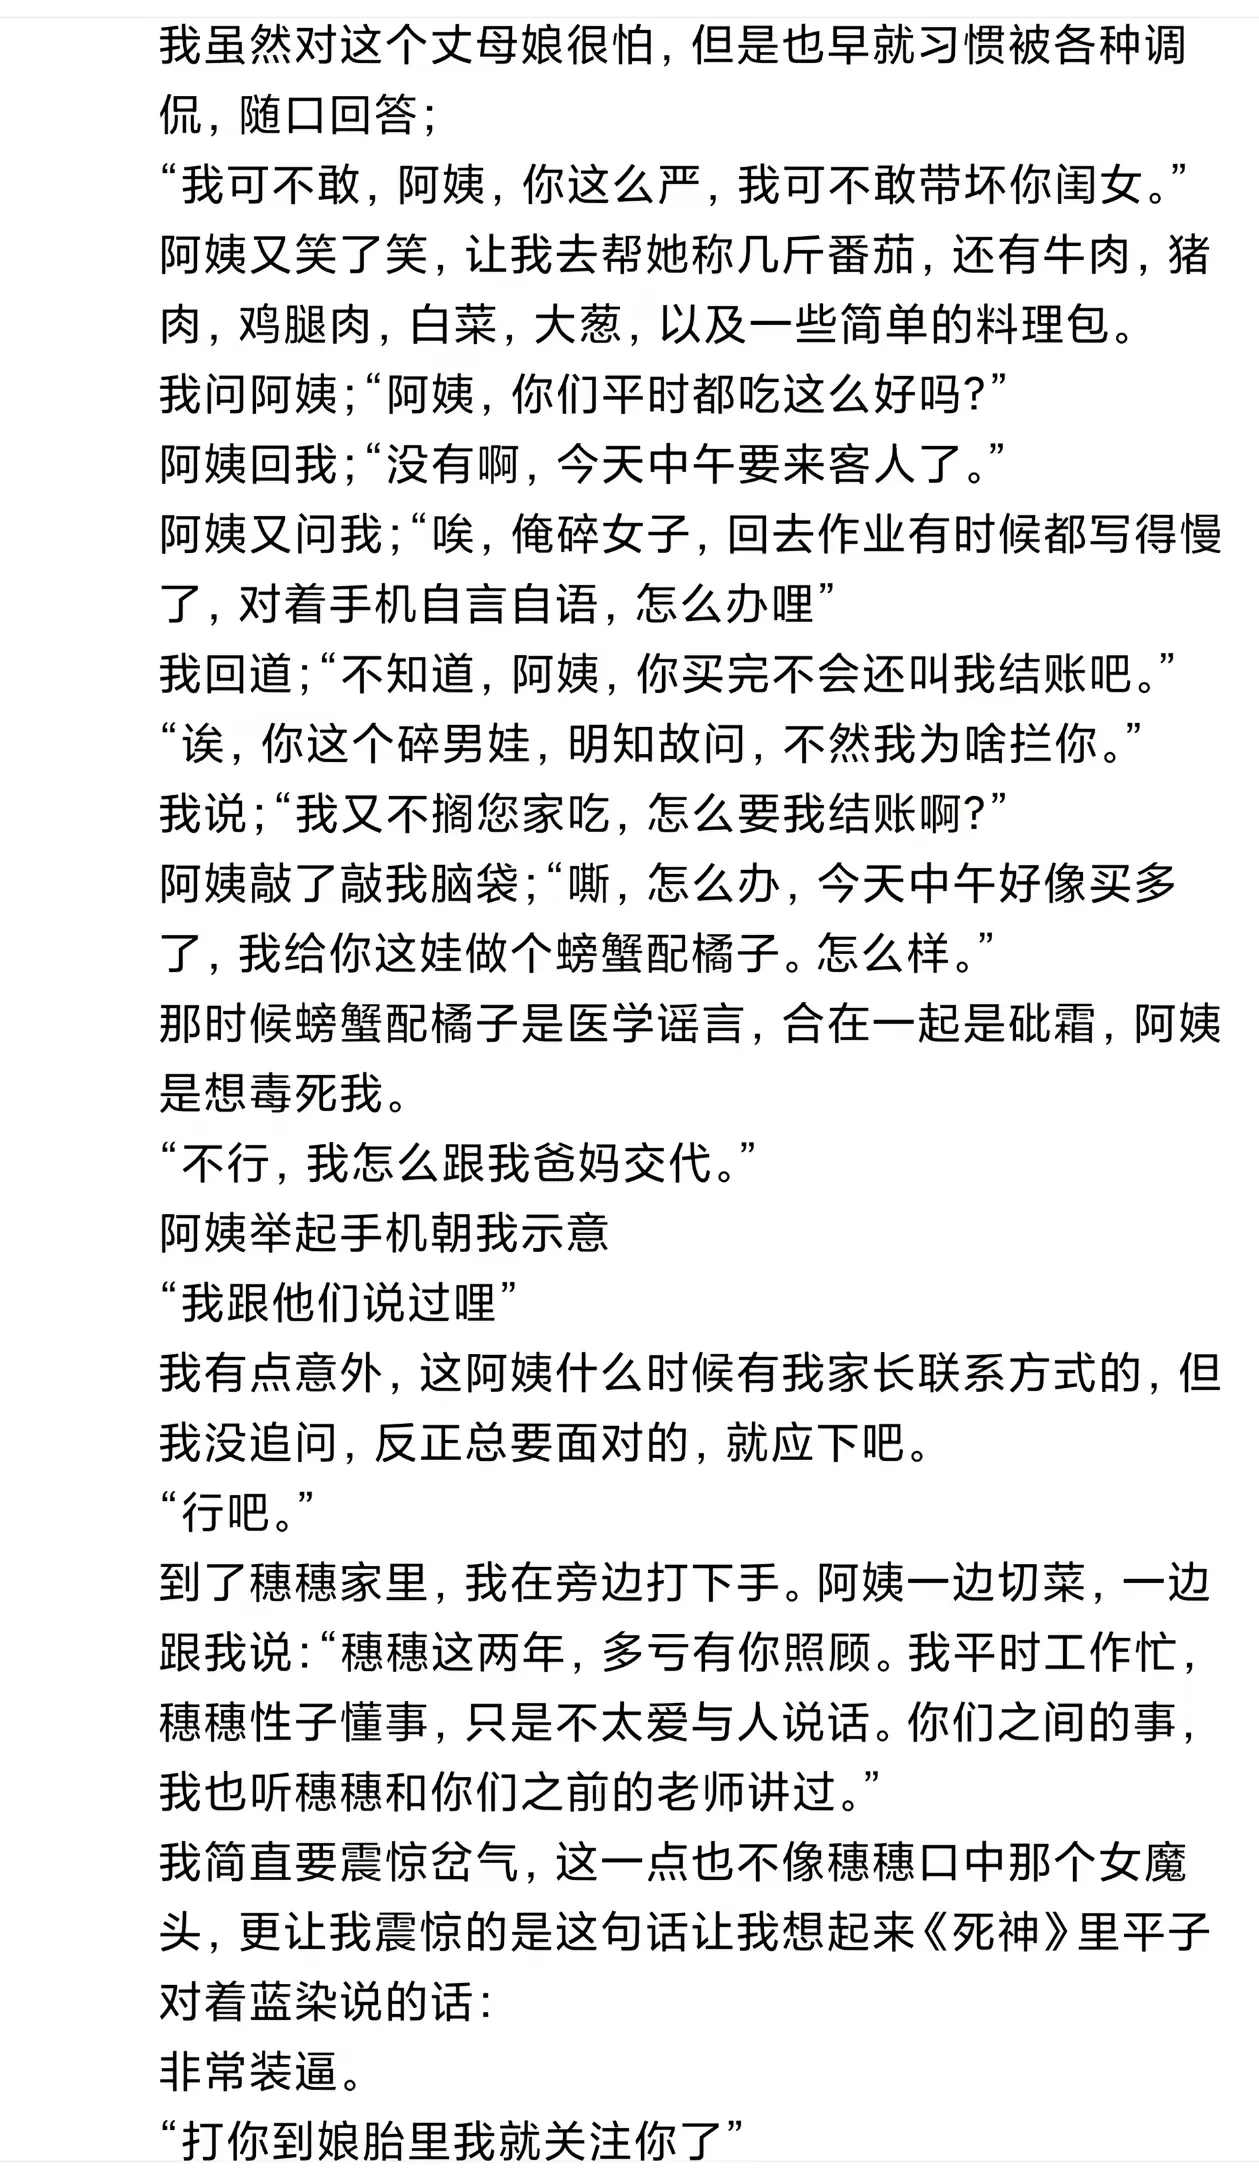 我虽然对这个丈母娘很怕，但是也早就习惯被各种调
侃，随口回答；
“我可不敢，阿姨，你这么严，我可不敢带坏你闺女。”
阿姨又笑了笑，让我去帮她称几斤番茄，还有牛肉，猪
肉，鸡腿肉，白菜，大葱，以及一些简单的料理包。
我问阿姨；“阿姨，你们平时都吃这么好吗？”
阿姨回我；“没有啊，今天中午要来客人了。”
阿姨又问我；“唉，俺碎女子，回去作业有时候都写得慢
了，对着手机自言自语，怎么办哩”
我回道；“不知道，阿姨，你买完不会还叫我结账吧。”
“诶，你这个碎男娃，明知故问，不然我为啥拦你。”
我说；“我又不搁您家吃，怎么要我结账啊？”
阿姨敲了敲我脑袋；“嘶，怎么办，今天中午好像买多
了，我给你这娃做个螃蟹配橘子。怎么样。”
那时候螃蟹配橘子是医学谣言，合在一起是砒霜，阿姨
是想毒死我。
“不行，我怎么跟我爸妈交代。”
阿姨举起手机朝我示意
“我跟他们说过哩”
我有点意外，这阿姨什么时候有我家长联系方式的，但
我没追问，反正总要面对的，就应下吧。
“行吧。”
到了穗穗家里，我在旁边打下手。阿姨一边切菜，一边
跟我说：“穗穗这两年，多亏有你照顾。我平时工作忙，
穗穗性子懂事，只是不太爱与人说话。你们之间的事，
我也听穗穗和你们之前的老师讲过。”
我简直要震惊岔气，这一点也不像穗穗口中那个女魔
头，更让我震惊的是这句话让我想起来《死神》里平子
对着蓝染说的话：
非常装逼。
“打你到娘胎里我就关注你了”